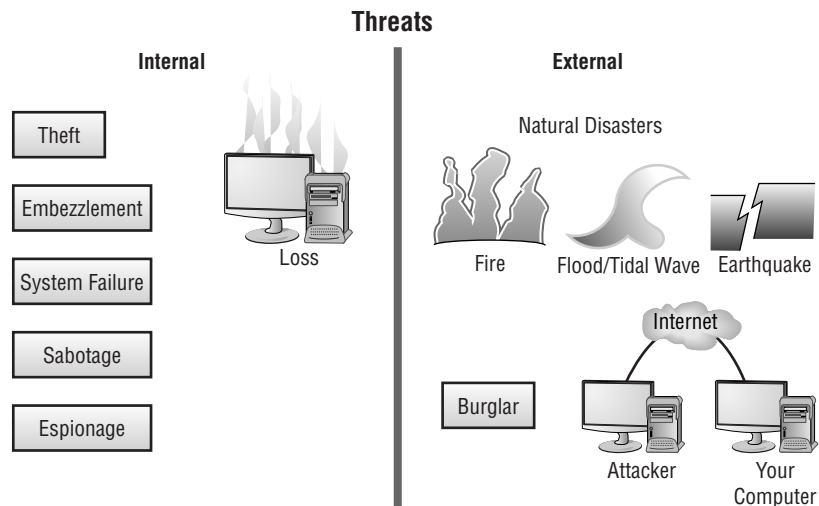 Threats
Internal
External
Theft
Embezzlement
System Failure
Sabotage
Espionage
Loss
Natural Disasters
Fire
Flood/Tidal Wave
Earthquake
Internet
Burglar
Attacker
Your
Computer